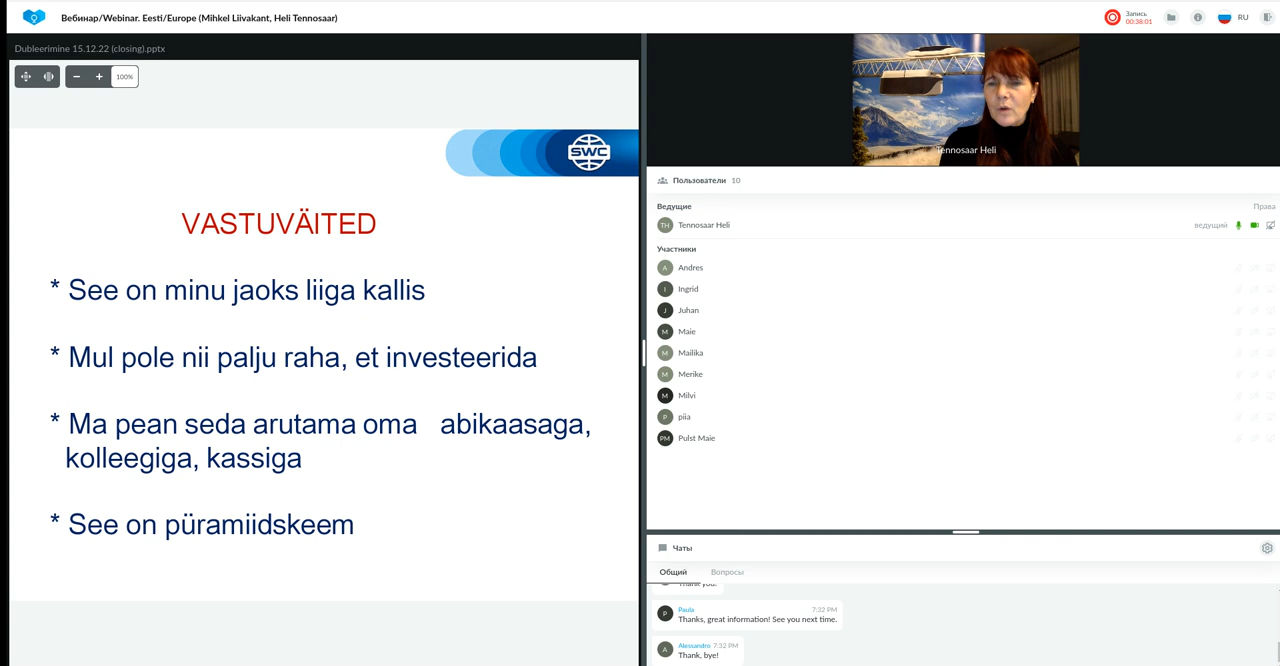 Вебинар/Webinar. Eesti/Europe (Mihkel Liivakant, Heli Tennosaar)
Запись
00:38:01
RU
Dubleerimine 15.12.22 (closing).pptx
100%
SWC
VASTUVÄITED
* See on minu jaoks liiga kallis
* Mul pole nii palju raha, et investeerida
* Ma pean seda arutama oma abikaasaga,
kolleegiga, kassiga
* See on püramiidskeem
Tennosaar Heli
Пользователи 10
Ведущие
Права
TH Tennosaar Heli
ведущий
Участники
A Andres
I Ingrid
J Juhan
M Maie
M Mailika
M Merike
M Milvi
P piia
PM Pulst Maie
Чаты
Общий Вопросы
Thank you!
P Paula 7:32 PM
Thanks, great information! See you next time.
A Alessandro 7:32 PM
Thank, bye!